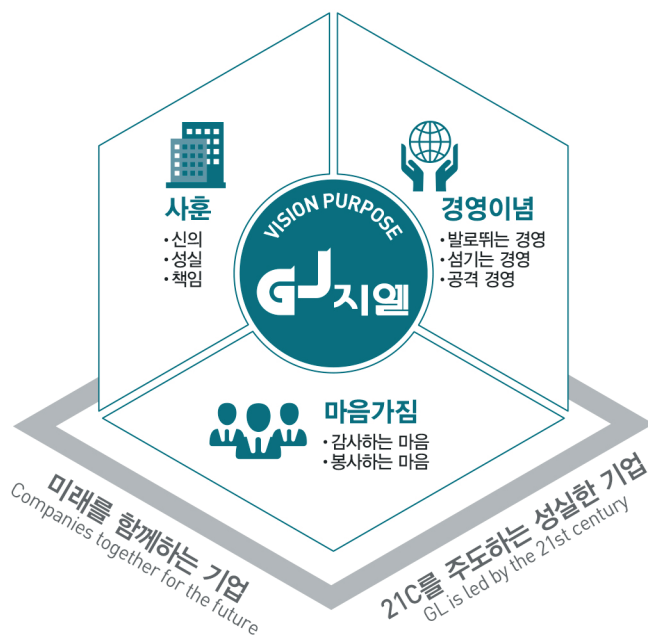 사훈
·신의
·성실
·책임
경영이념
·발로뛰는 경영
·섬기는 경영
·공격 경영
VISION PURPOSE
GJ 지엘
마음가짐
·감사하는 마음
·봉사하는 마음
미래를 함께하는 기업
Companies together for the future
21C를 주도하는 성실한 기업
GL is led by the 21st century